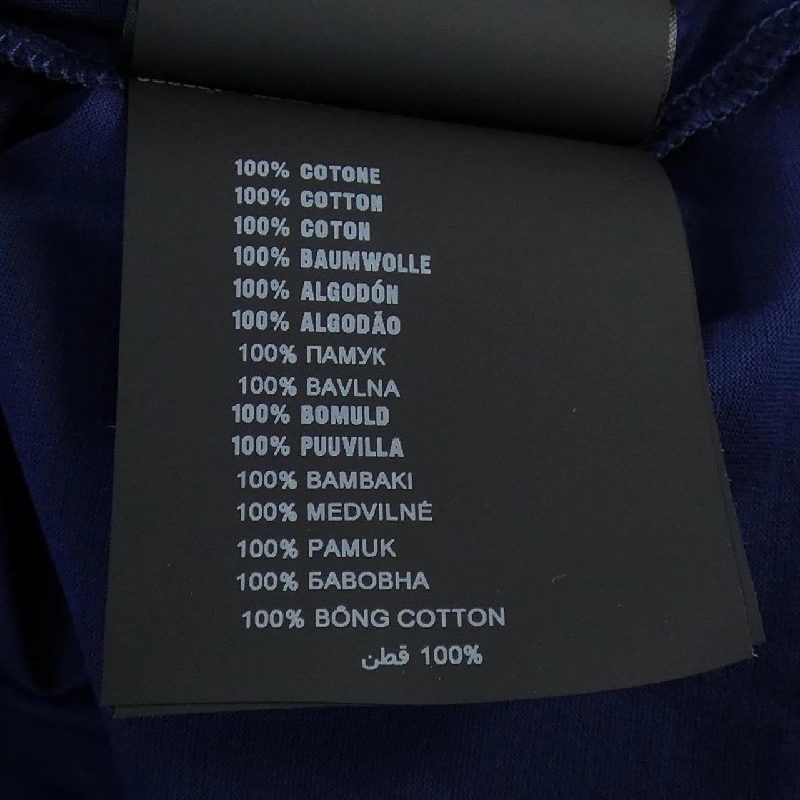 100% COTONE
100% COTTON
100% COTON
100% BAUMWOLLE
100% ALGODÓN
100% ALGODÃO
100% ПАМУК
100% BAVLNA
100% BOMULD
100% PUUVILLA
100% BAMBAKI
100% MEDVILNĖ
100% PAMUK
100% БАВОВНА
100% BÔNG COTTON
100% قطن